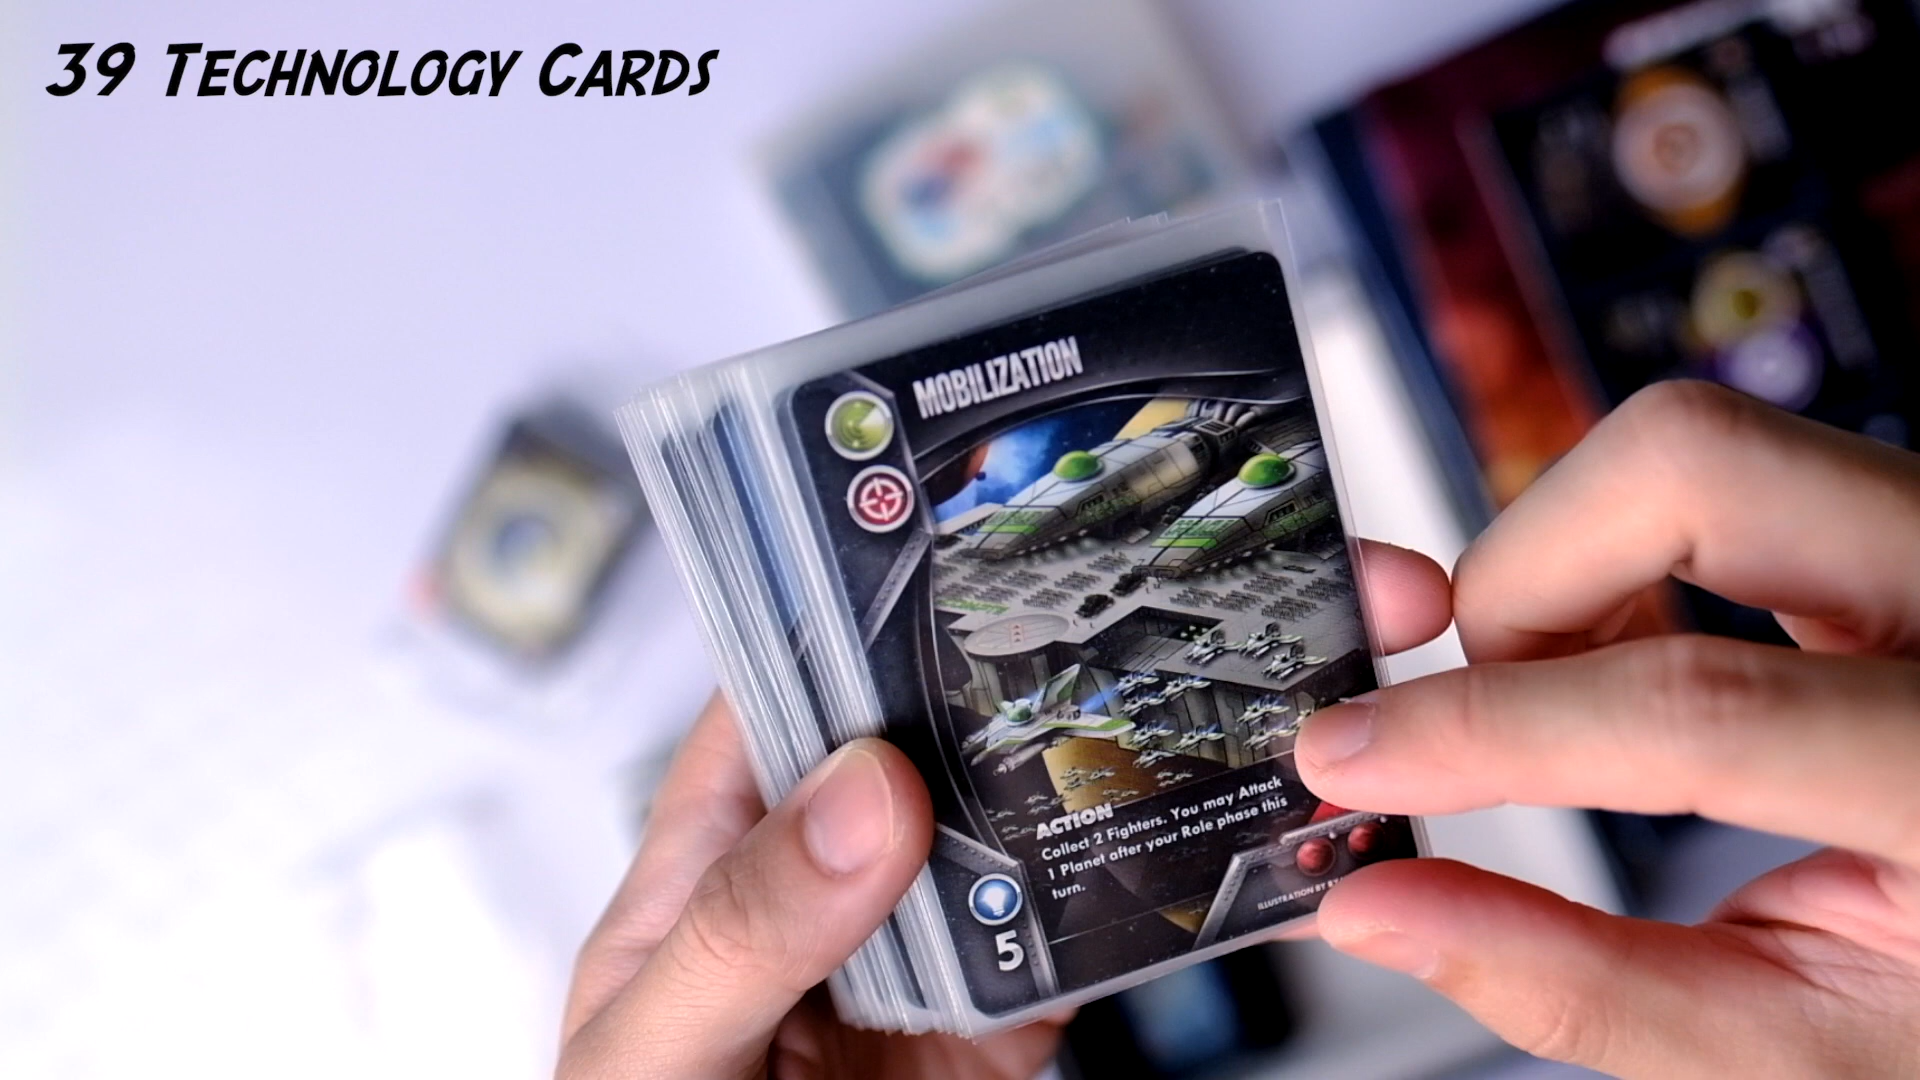 39 Technology Cards
MOBILIZATION
ACTION
Collect 2 Fighters. You may Attack
1 Planet after your Role phase this
turn.
5
ILLUSTRATION BY